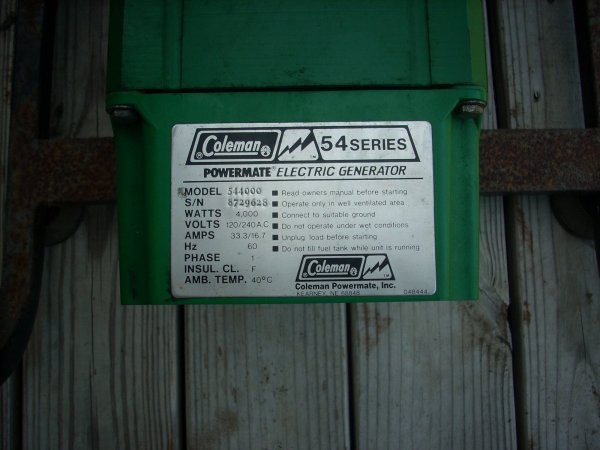 Coleman 54 SERIES
POWERMATE® ELECTRIC GENERATOR
MODEL 544000 ■ Read owners manual before starting
S/N 8729628 ■ Operate only in well ventilated area
WATTS 4,000 ■ Connect to suitable ground
VOLTS 120/240 A.C. ■ Do not operate under wet conditions
AMPS 33.3/16.7 ■ Unplug load before starting
Hz 60 ■ Do not fill fuel tank while unit is running
PHASE 1
INSUL. CL. F
AMB. TEMP. 40°C
Coleman
Coleman Powermate, Inc.
KEARNEY, NE 68848 048444